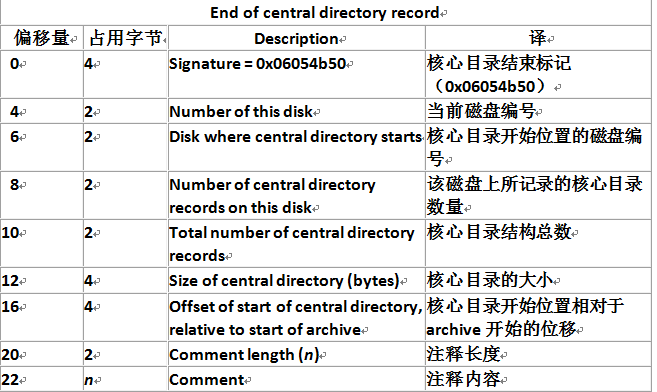 End of central directory record
偏移量 占用字节 Description 译
0 4 Signature = 0x06054b50 核心目录结束标记
（0x06054b50）
4 2 Number of this disk 当前磁盘编号
6 2 Disk where central directory starts 核心目录开始位置的磁盘编
号
8 2 Number of central directory 该磁盘上所记录的核心目录
records on this disk 数量
10 2 Total number of central directory 核心目录结构总数
records
12 4 Size of central directory (bytes) 核心目录的大小
16 4 Offset of start of central directory, 核心目录开始位置相对于
relative to start of archive archive 开始的位移
20 2 Comment length (n) 注释长度
22 n Comment 注释内容